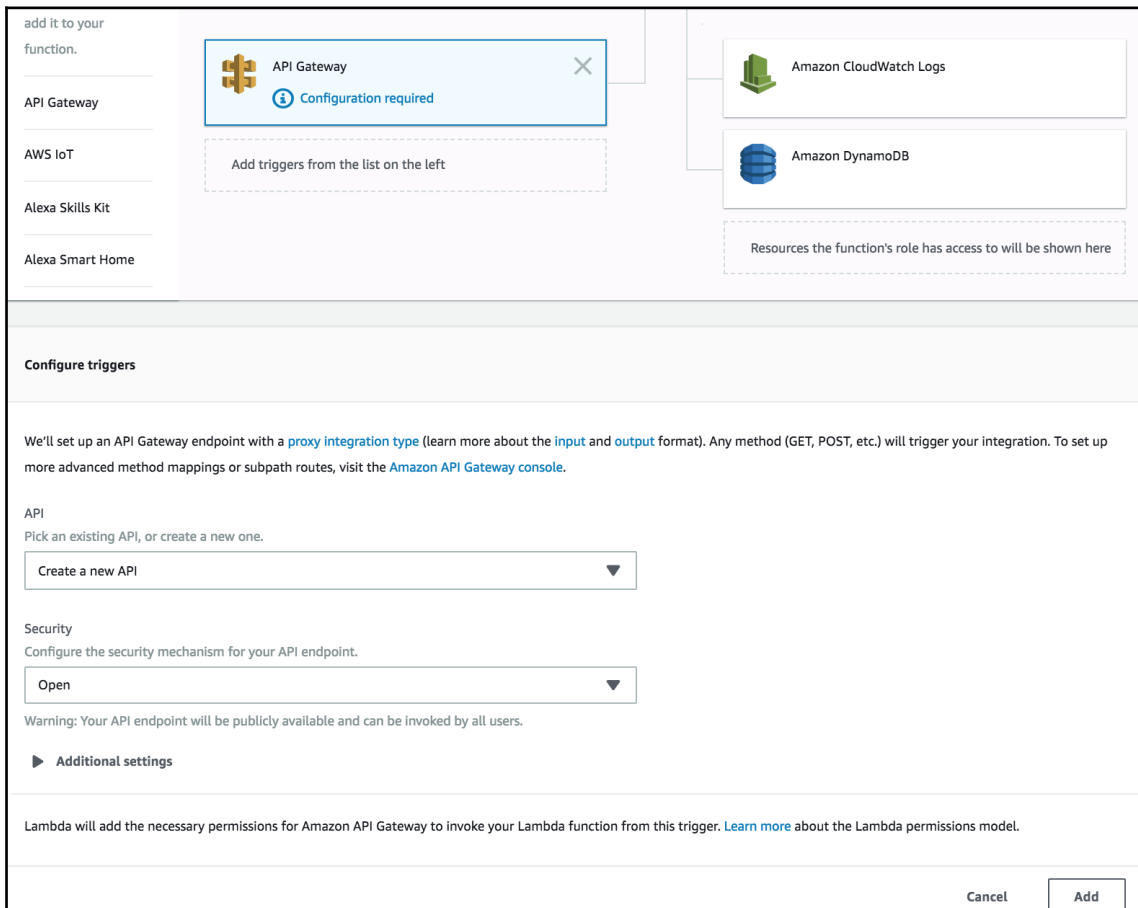 add it to your
function.
API Gateway
AWS IoT
Alexa Skills Kit
Alexa Smart Home
API Gateway
Configuration required
Add triggers from the list on the left
Amazon CloudWatch Logs
Amazon DynamoDB
Resources the function's role has access to will be shown here
Configure triggers
We'll set up an API Gateway endpoint with a proxy integration type (learn more about the input and output format). Any method (GET, POST, etc.) will trigger your integration. To set up
more advanced method mappings or subpath routes, visit the Amazon API Gateway console.
API
Pick an existing API, or create a new one.
Create a new API
Security
Configure the security mechanism for your API endpoint.
Open
Warning: Your API endpoint will be publicly available and can be invoked by all users.
Additional settings
Lambda will add the necessary permissions for Amazon API Gateway to invoke your Lambda function from this trigger. Learn more about the Lambda permissions model.
Cancel
Add